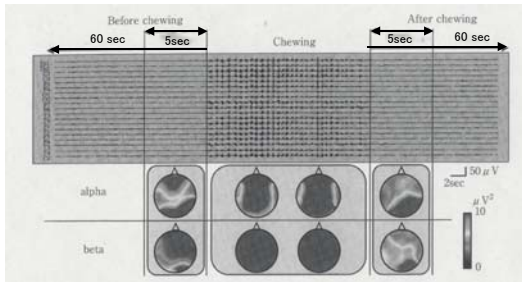 Before chewing
After chewing
60 sec
5sec
Chewing
5sec
60 sec
alpha
50 μV
2sec
μV²
10
beta
0